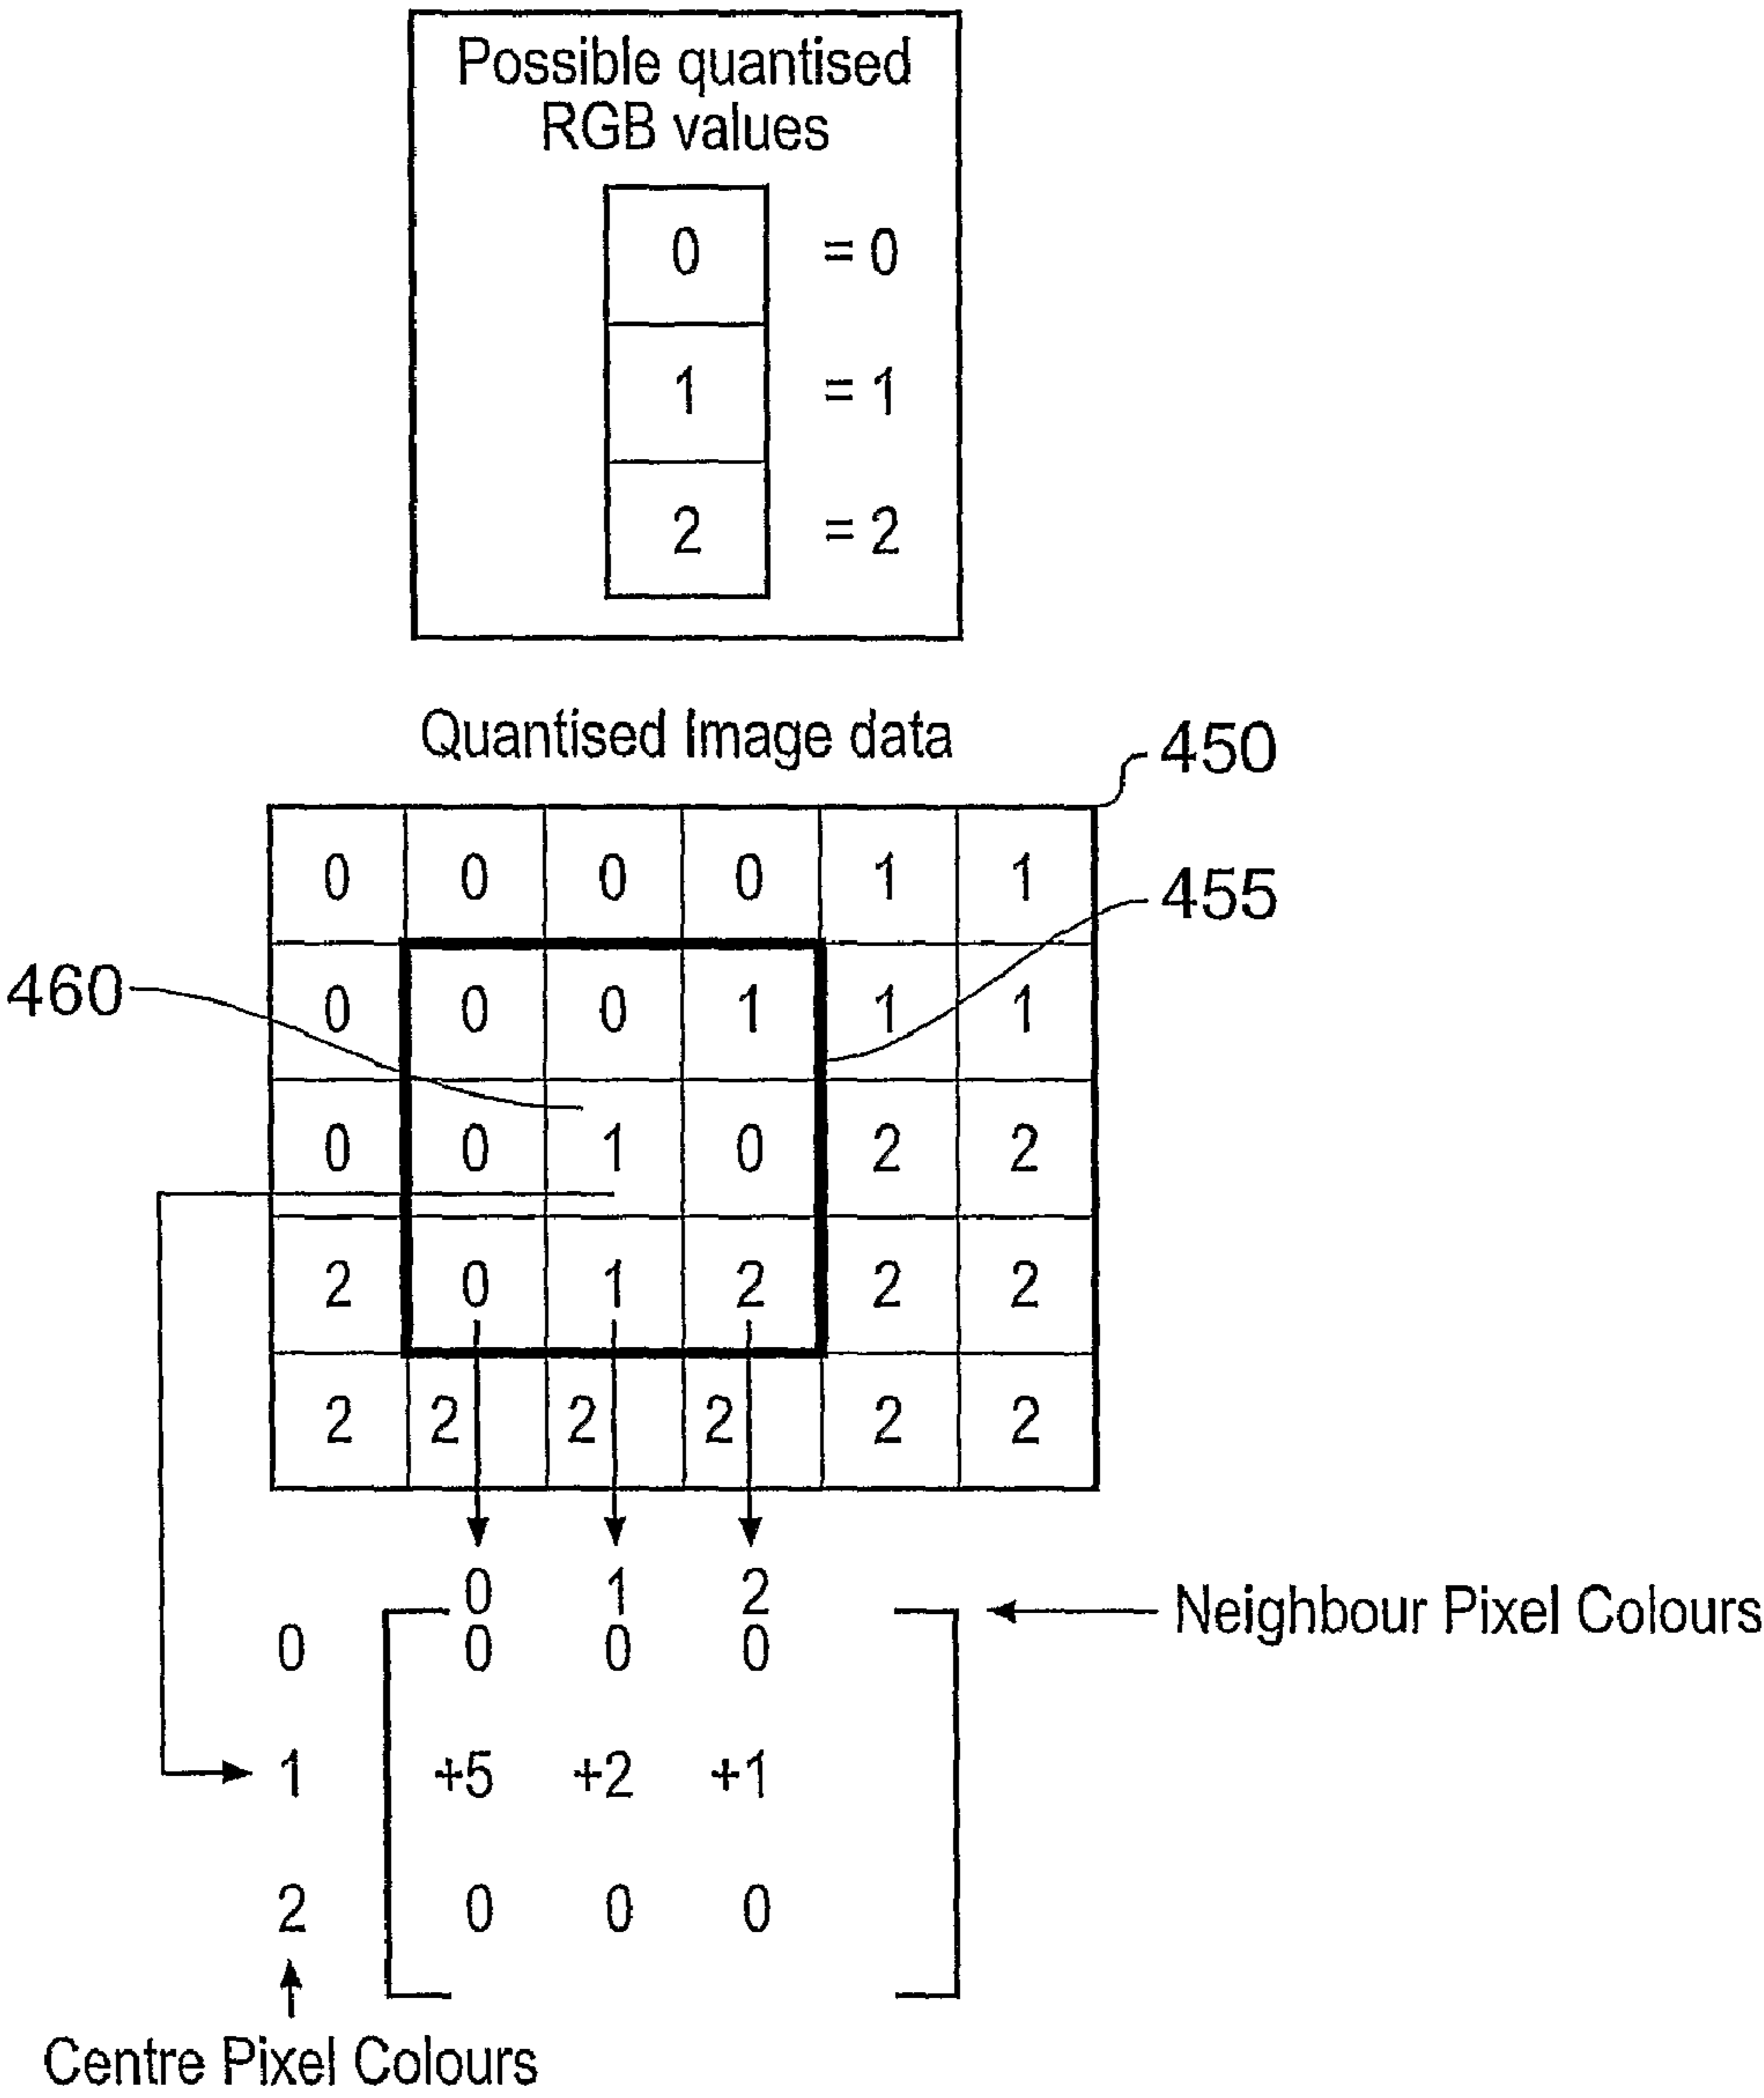 Possible quantised
RGB values
0 = 0
1 = 1
2 = 2
Quantised Image data
450
0 0 0 0 1 1
455
460
0 0 0 1 1 1
0 0 1 0 2 2
2 0 1 2 2 2
2 2 2 2 2 2
0 1 2
Neighbour Pixel Colours
0 0 0 0
1 +5 +2 +1
2 0 0 0
Centre Pixel Colours